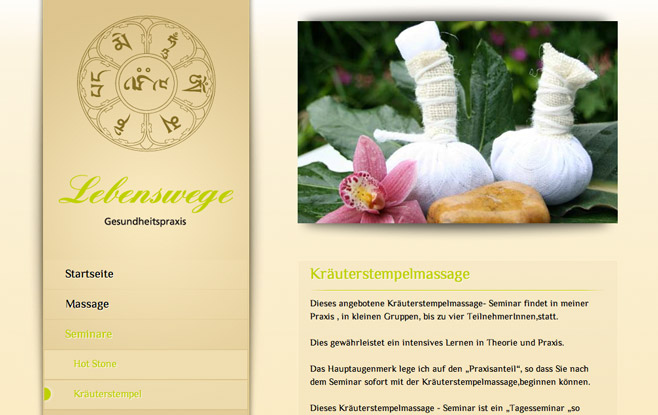 Lebenswege
Gesundheitspraxis
Startseite
Massage
Seminare
Hot Stone
Kräuterstempel
Kräuterstempelmassage
Dieses angebotene Kräuterstempelmassage- Seminar findet in meiner
Praxis , in kleinen Gruppen, bis zu vier TeilnehmerInnen,statt.
Dies gewährleistet ein intensives Lernen in Theorie und Praxis.
Das Hauptaugenmerk lege ich auf den „Praxisanteil“, so dass Sie nach
dem Seminar sofort mit der Kräuterstempelmassage,beginnen können.
Dieses Kräuterstempelmassage - Seminar ist ein „Tagesseminar „so